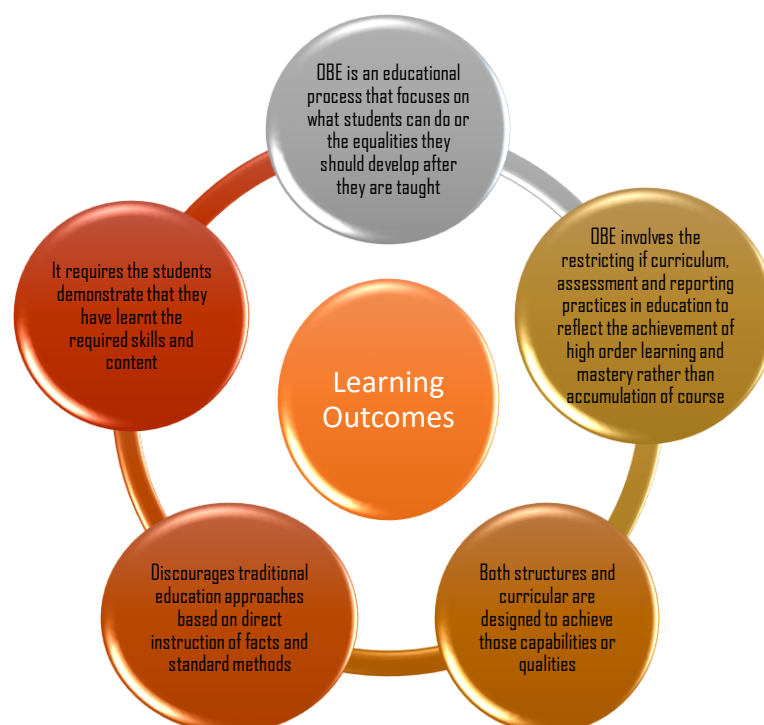 OBE is an educational
process that focuses on
what students can do or
the equalities they
should develop after
they are taught
OBE involves the
restricting if curriculum,
assessment and reporting
practices in education to
reflect the achievement of
high order learning and
mastery rather than
accumulation of course
Both structures and
curricular are
designed to achieve
those capabilities or
qualities
Discourages traditional
education approaches
based on direct
instruction of facts and
standard methods
It requires the students
demonstrate that they
have learnt the
required skills and
content
Learning
Outcomes